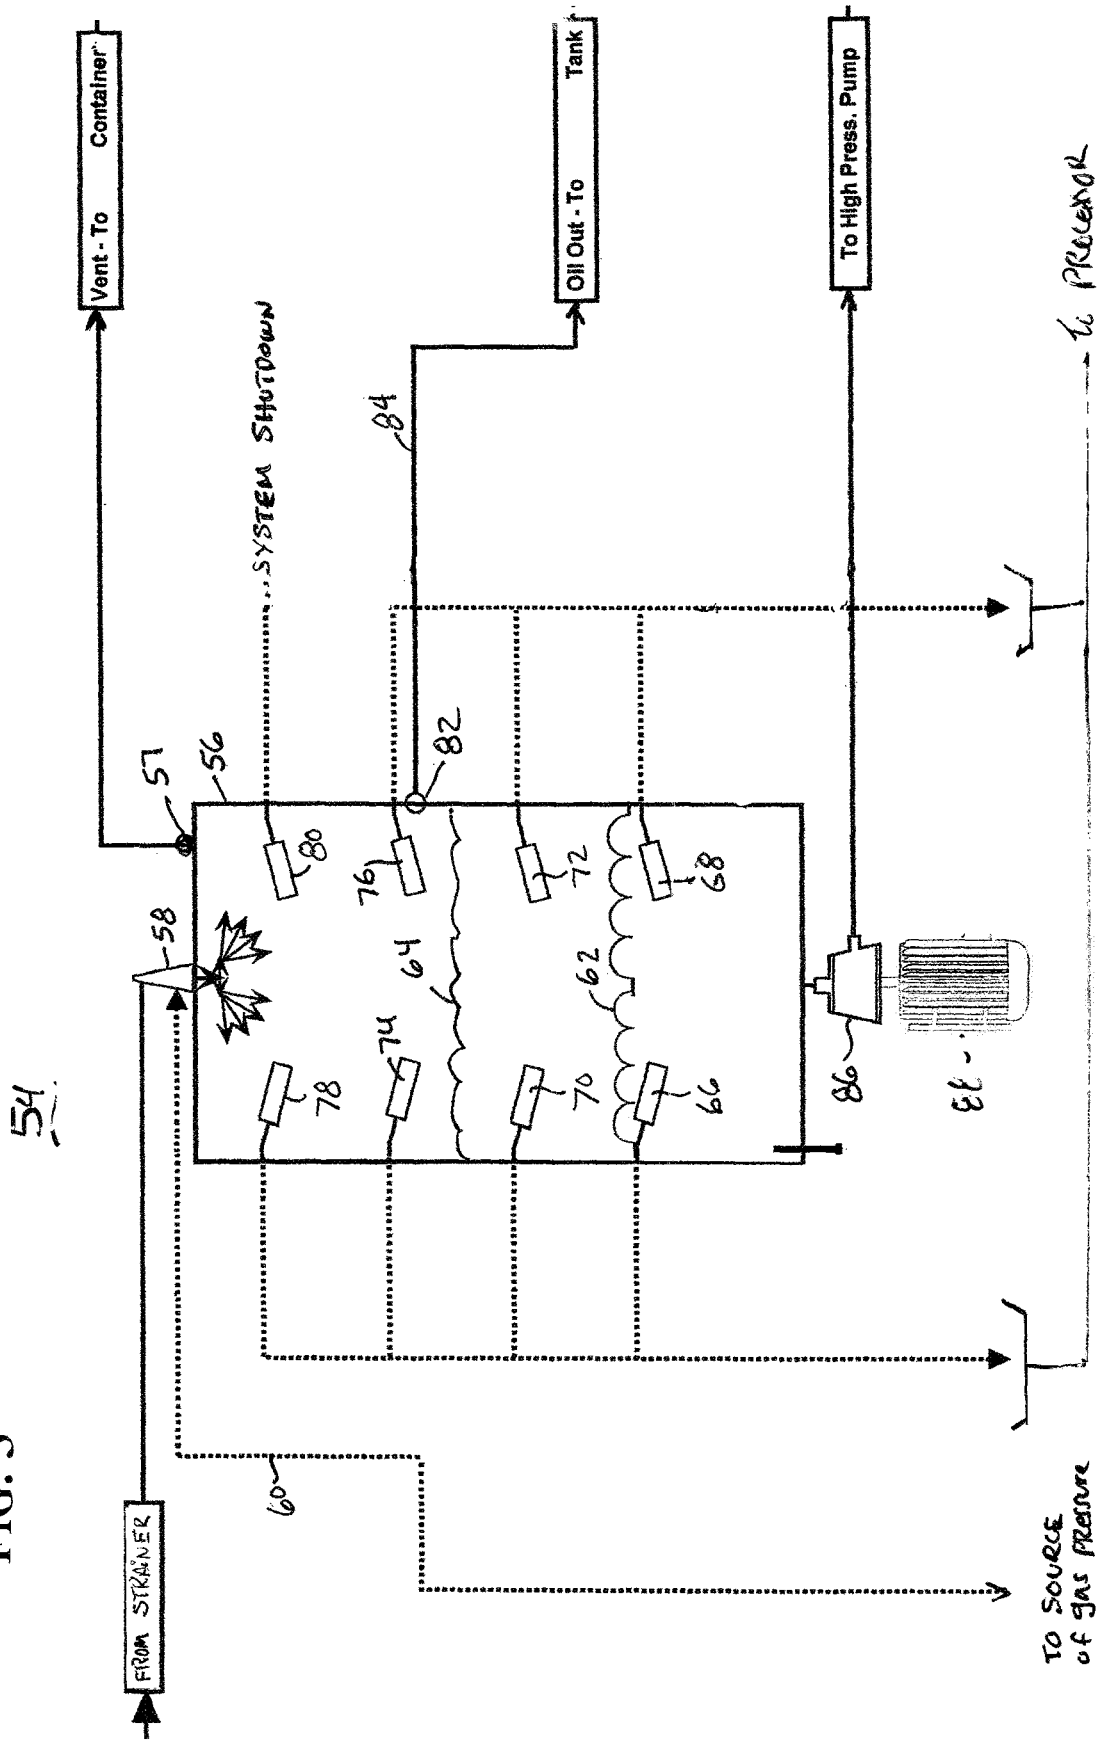 FIG. 3
54
FROM STRAINER
60
TO SOURCE
of gas pressure
58
57
56
Vent - To Container
SYSTEM SHUTDOWN
78
80
74
76
64
82
84
Oil Out - To Tank
70
72
62
66
68
86
To High Press. Pump